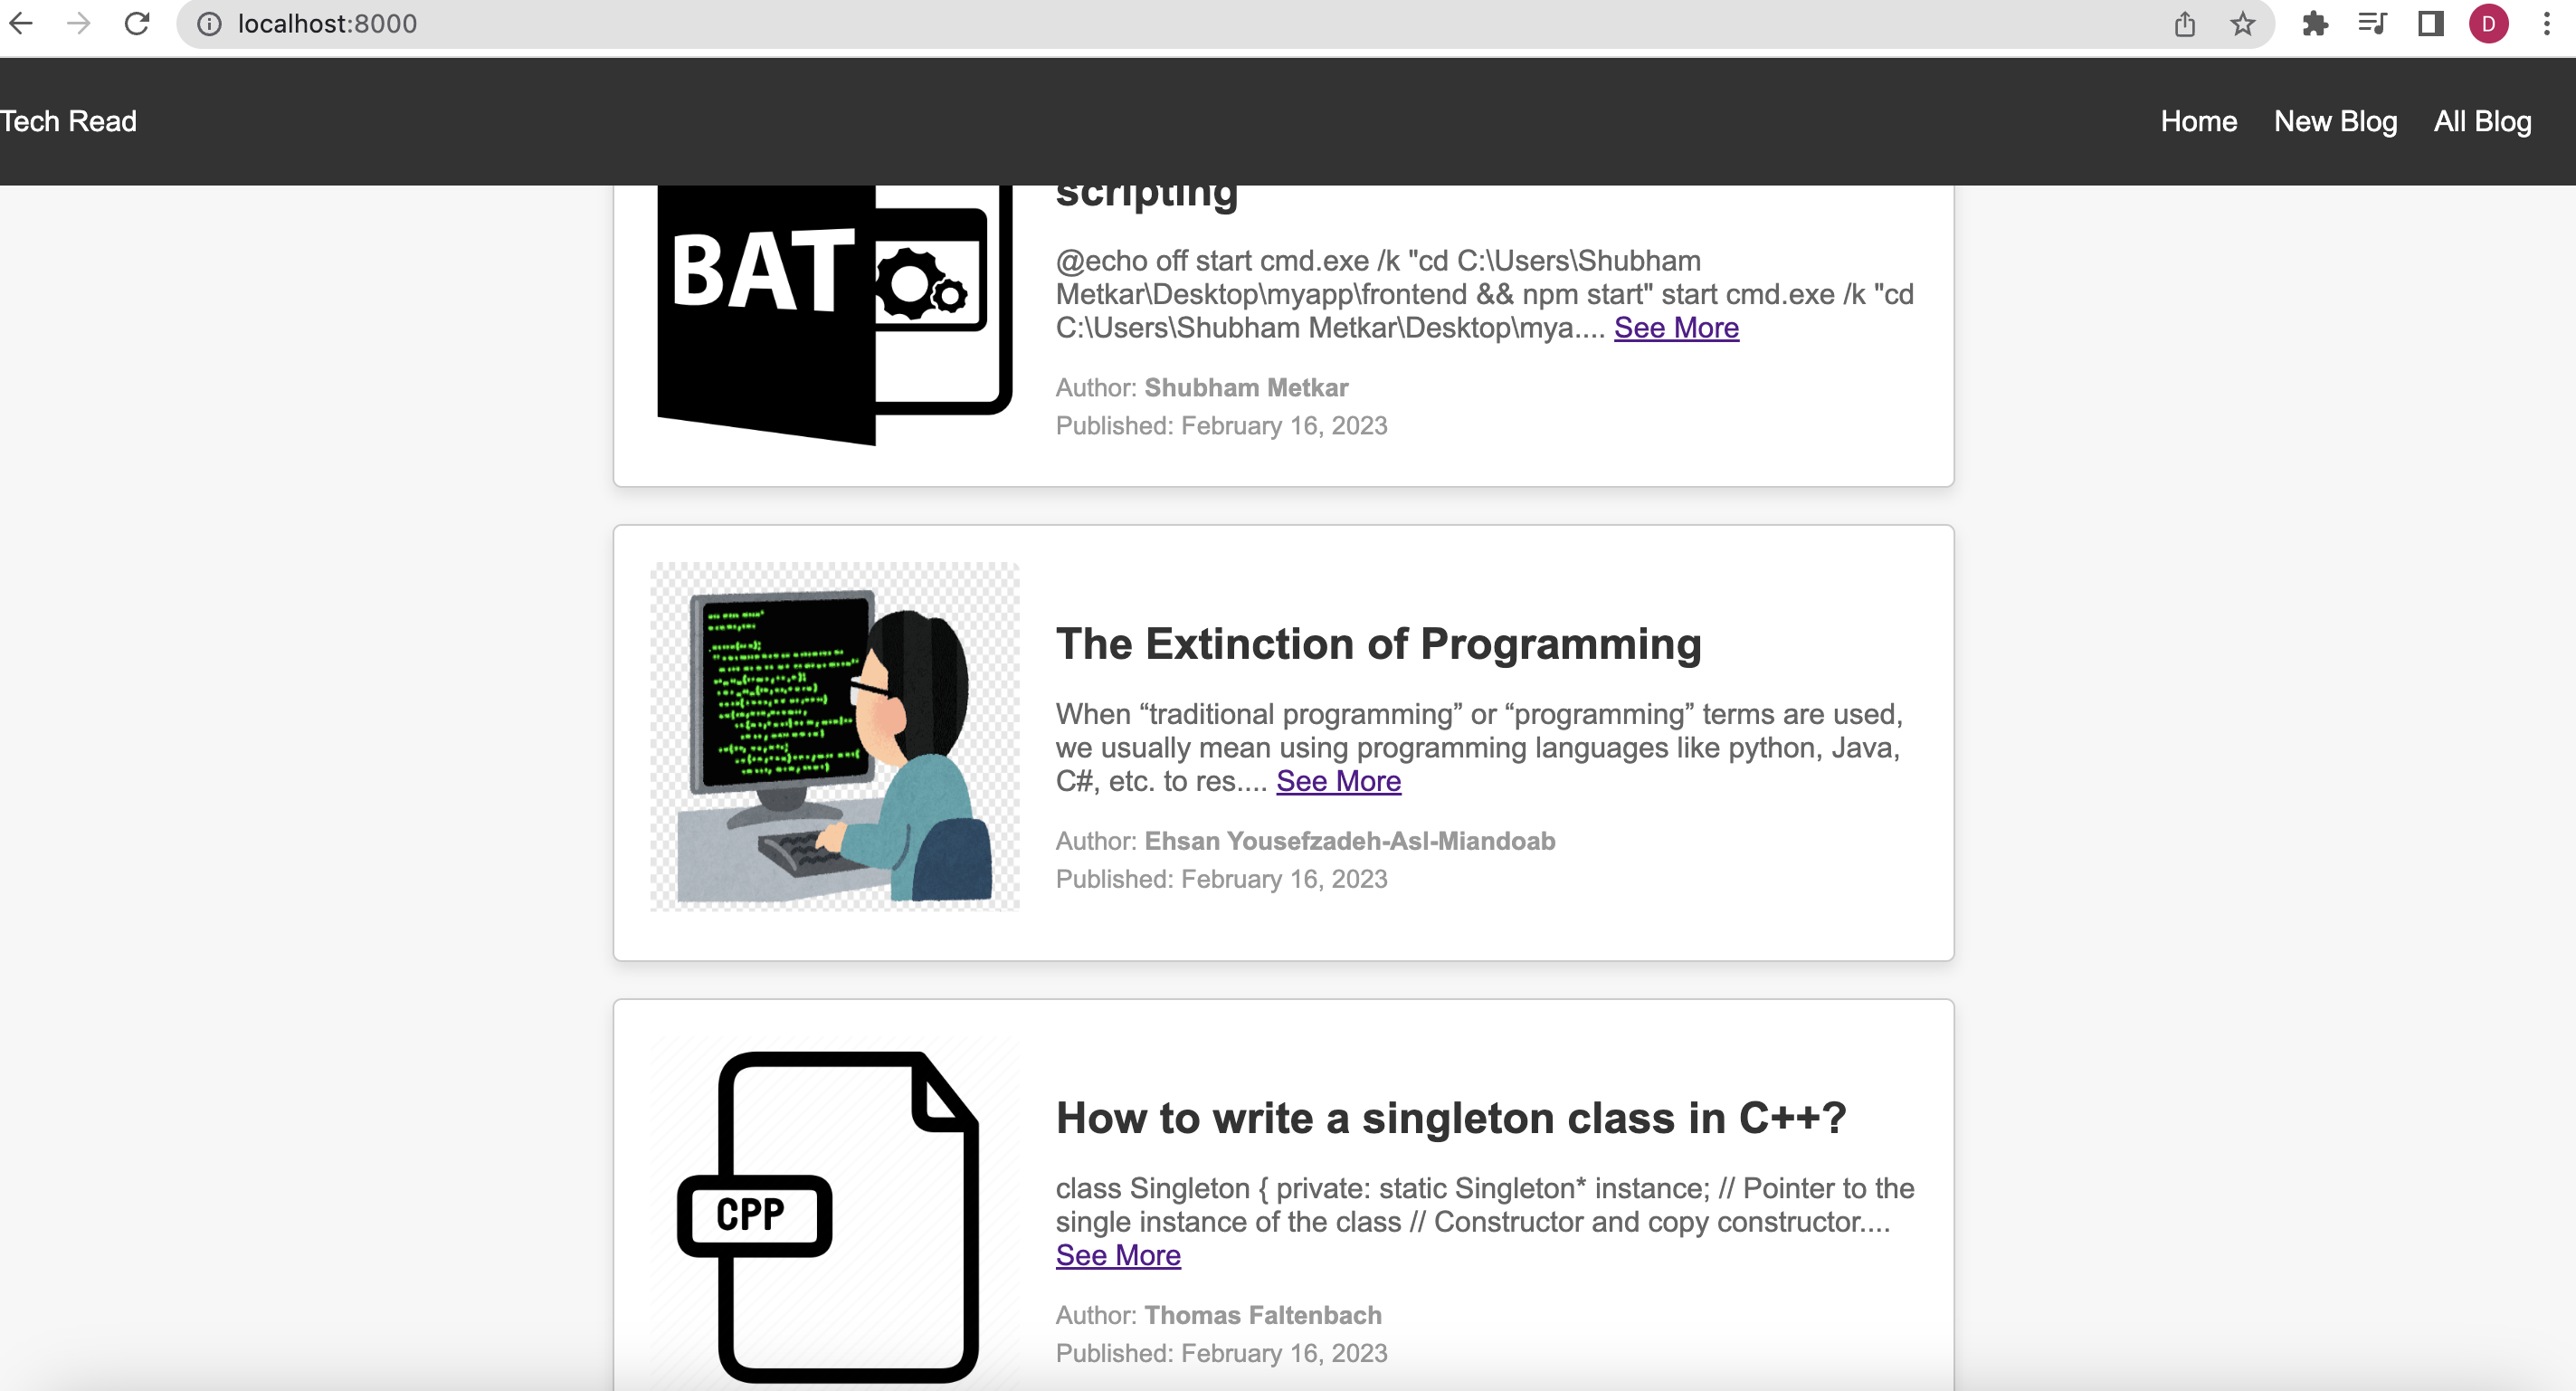 localhost:8000
D
Tech Read
Home New Blog All Blog
scripting
BAT
@echo off start cmd.exe /k "cd C:\Users\Shubham
Metkar\Desktop\myapp\frontend && npm start" start cmd.exe /k "cd
C:\Users\Shubham Metkar\Desktop\mya.... See More
Author: Shubham Metkar
Published: February 16, 2023
The Extinction of Programming
When “traditional programming” or “programming” terms are used,
we usually mean using programming languages like python, Java,
C#, etc. to res.... See More
Author: Ehsan Yousefzadeh-Asl-Miandoab
Published: February 16, 2023
CPP
How to write a singleton class in C++?
class Singleton { private: static Singleton* instance; // Pointer to the
single instance of the class // Constructor and copy constructor....
See More
Author: Thomas Faltenbach
Published: February 16, 2023